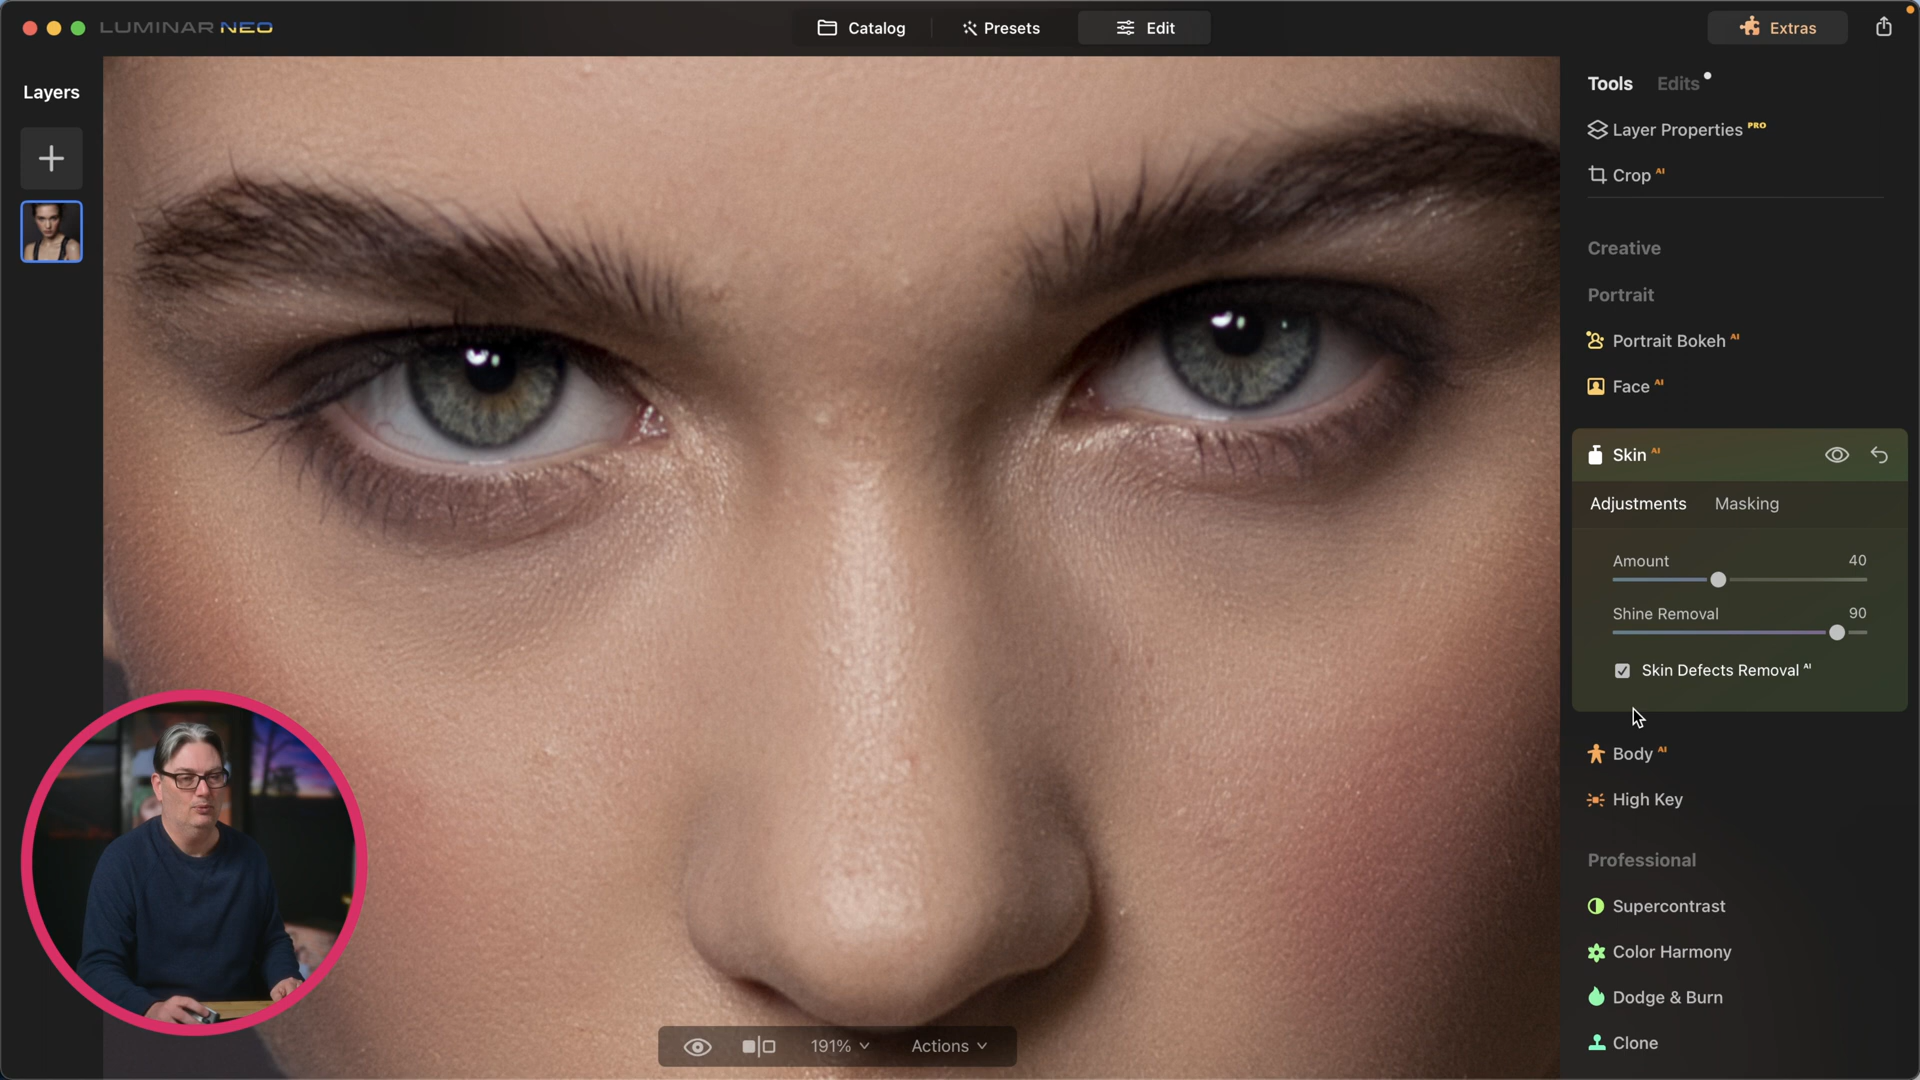 LUMINAR NEO
Catalog
Presets
Edit
Extras
Layers
Tools
Edits
Layer Properties PRO
Crop AI
Creative
Portrait
Portrait Bokeh AI
Face AI
Skin AI
Adjustments
Masking
Amount
40
Shine Removal
90
Skin Defects Removal AI
Body AI
High Key
Professional
Supercontrast
Color Harmony
Dodge & Burn
Clone
191%
Actions